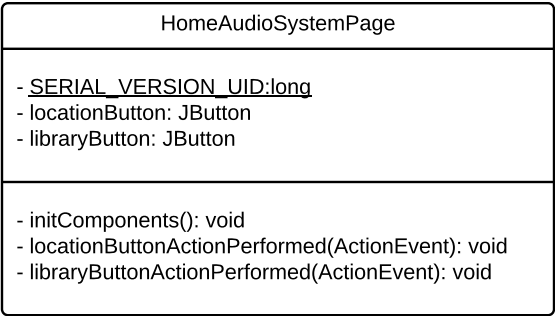 HomeAudioSystemPage
- SERIAL_VERSION_UID:long
- locationButton: JButton
- libraryButton: JButton
- initComponents(): void
- locationButtonActionPerformed(ActionEvent): void
- libraryButtonActionPerformed(ActionEvent): void